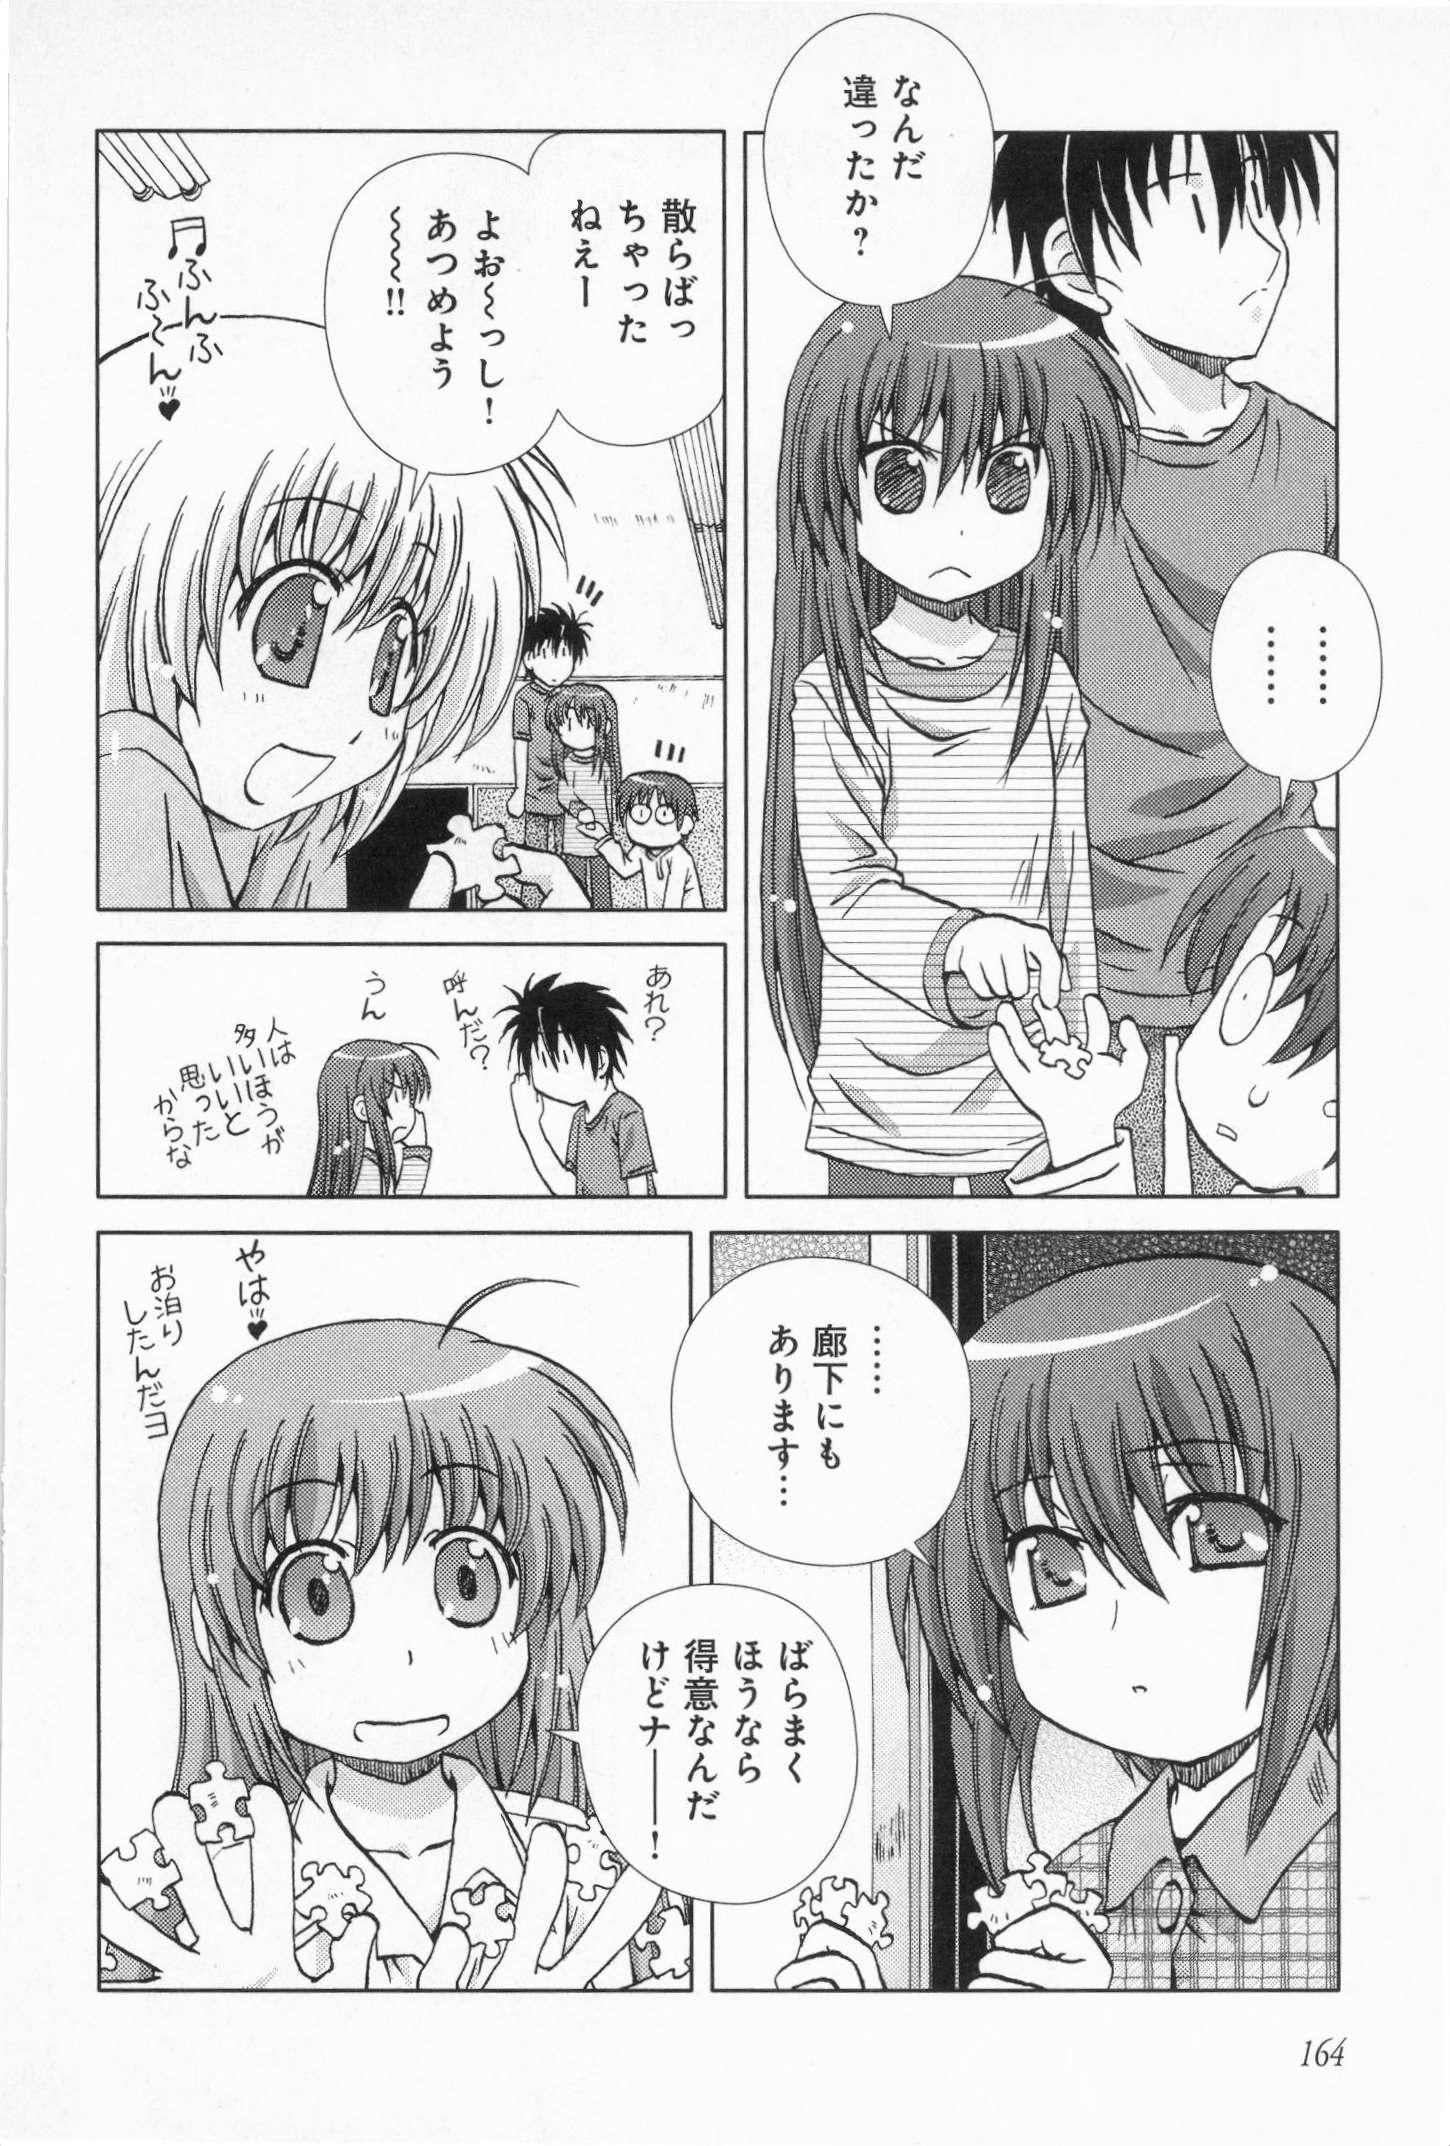 なんだ
違ったか?
……
……
散らばっ
ちゃった
ねえー
よお〜っし!
あつめよう
〜〜〜!!
♬ふんふ
ふ〜ん♥
あれ?
呼んだ?
うん
人は
多いほうが
いいと
思った
からな
……
廊下にも
あります…
ばらまく
ほうなら
得意なんだ
けどナ――!
やは♥
お泊り
したんだヨ
164